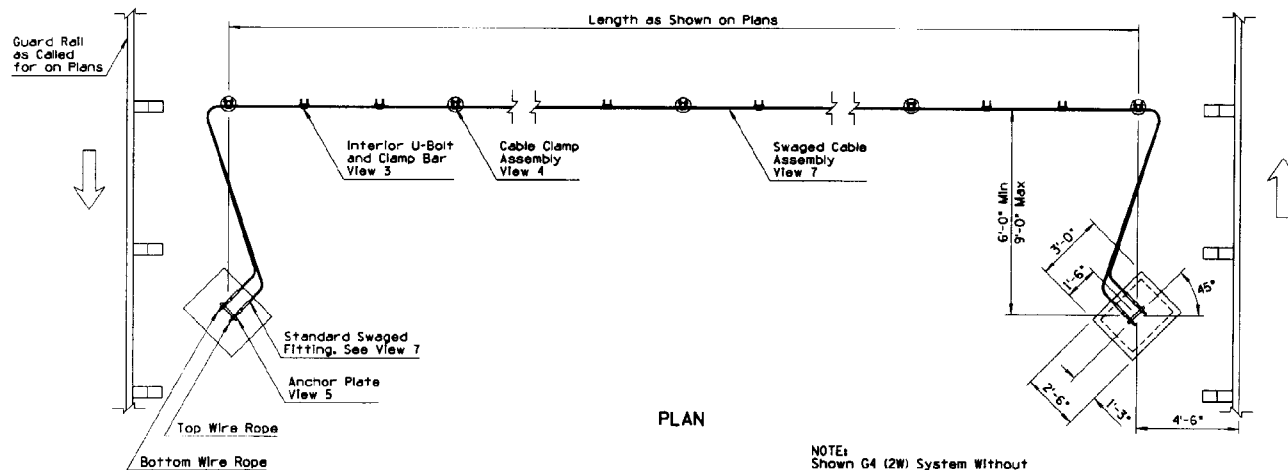 Length as Shown on Plans
Guard Rail
as Called
for on Plans
Interior U-Bolt
and Clamp Bar
View 3
Cable Clamp
Assembly
View 4
Swaged Cable
Assembly
View 7
6'-0" Min
9'-0" Max
3'-0"
1'-6"
45°
Standard Swaged
Fitting. See View 7
Anchor Plate
View 5
2'-6"
1'-3"
4'-6"
Top Wire Rope
Bottom Wire Rope
PLAN
NOTE:
Shown G4 (2W) System Without